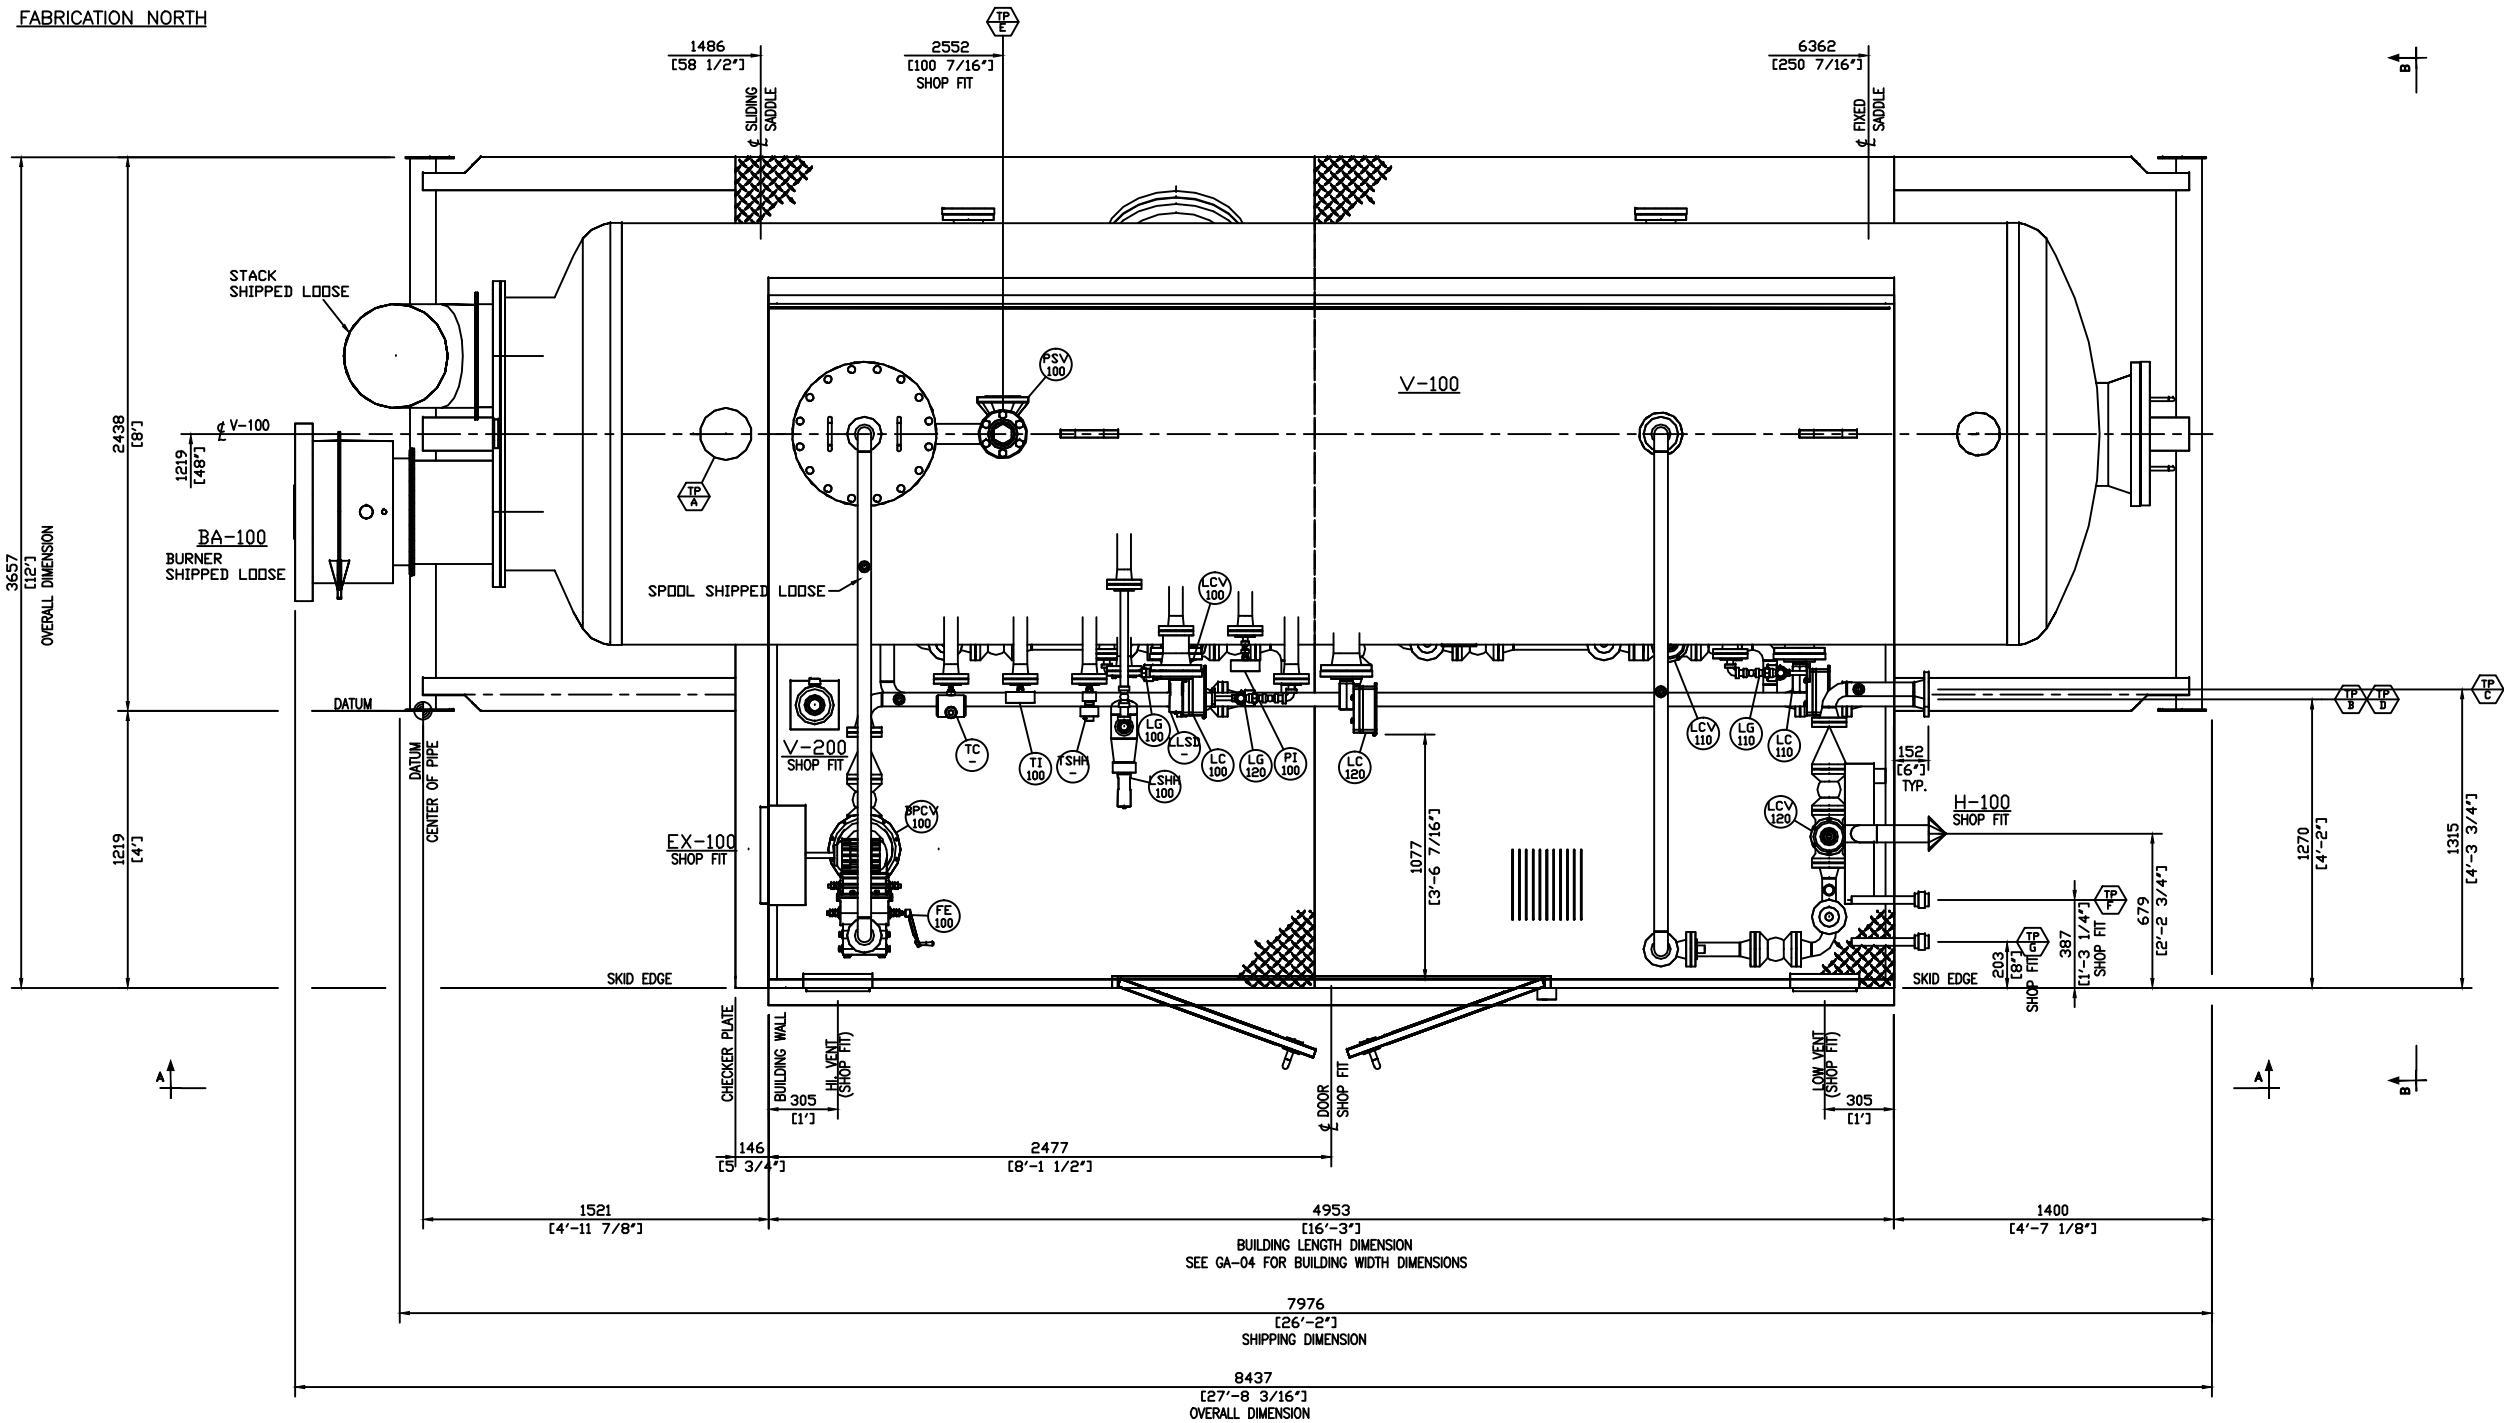 FABRICATION NORTH
TP
E
1486
[58 1/2"]
2552
[100 7/16"]
SHOP FIT
6362
[250 7/16"]
B
℄ SLIDING
SADDLE
℄ FIXED
SADDLE
STACK
SHIPPED LOOSE
PSV
100
V-100
2438
[8']
℄ V-100
1219
[48"]
TP
A
3657
[12']
OVERALL DIMENSION
BA-100
BURNER
SHIPPED LOOSE
SPOOL SHIPPED LOOSE
LCV
100
DATUM
DATUM
CENTER OF PIPE
V-200
SHOP FIT
TC
-
TI
100
TSHH
-
LG
100
LLSD
-
LSHH
100
LC
100
LG
120
PI
100
LC
120
LCV
110
LG
110
LC
110
TP
B
TP
D
TP
C
152
[6"]
TYP.
H-100
SHOP FIT
LCV
120
BPCV
100
EX-100
SHOP FIT
FE
100
1219
[4']
1077
[3'-6 7/16"]
1270
[4'-2"]
1315
[4'-3 3/4"]
679
[2'-2 3/4"]
TP
F
387
[1'-3 1/4"]
SHOP FIT
TP
G
203
[8"]
SHOP FIT
SKID EDGE
SKID EDGE
CHECKER PLATE
BUILDING WALL
HI. VENT
(SHOP FIT)
℄ DOOR
SHOP FIT
LOW VENT
(SHOP FIT)
A
A
B
305
[1']
305
[1']
146
[5 3/4"]
2477
[8'-1 1/2"]
1521
[4'-11 7/8"]
4953
[16'-3"]
BUILDING LENGTH DIMENSION
SEE GA-04 FOR BUILDING WIDTH DIMENSIONS
1400
[4'-7 1/8"]
7976
[26'-2"]
SHIPPING DIMENSION
8437
[27'-8 3/16"]
OVERALL DIMENSION